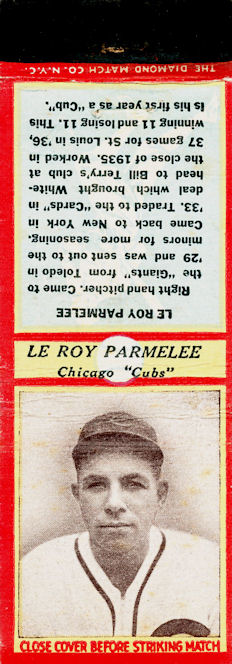 THE DIAMOND MATCH CO. N.Y.C.
LE ROY PARMELEE
Right hand pitcher. Came to
the "Giants" from Toledo in
'29 and was sent out to the
minors for more seasoning.
Came back to New York in
'33. Traded to the "Cards" in
deal which brought White-
head to Bill Terry's club at
the close of 1935. Worked in
37 games for St. Louis in '36,
winning 11 and losing 11. This
is his first year as a "Cub".
LE ROY PARMELEE
Chicago "Cubs"
CLOSE COVER BEFORE STRIKING MATCH